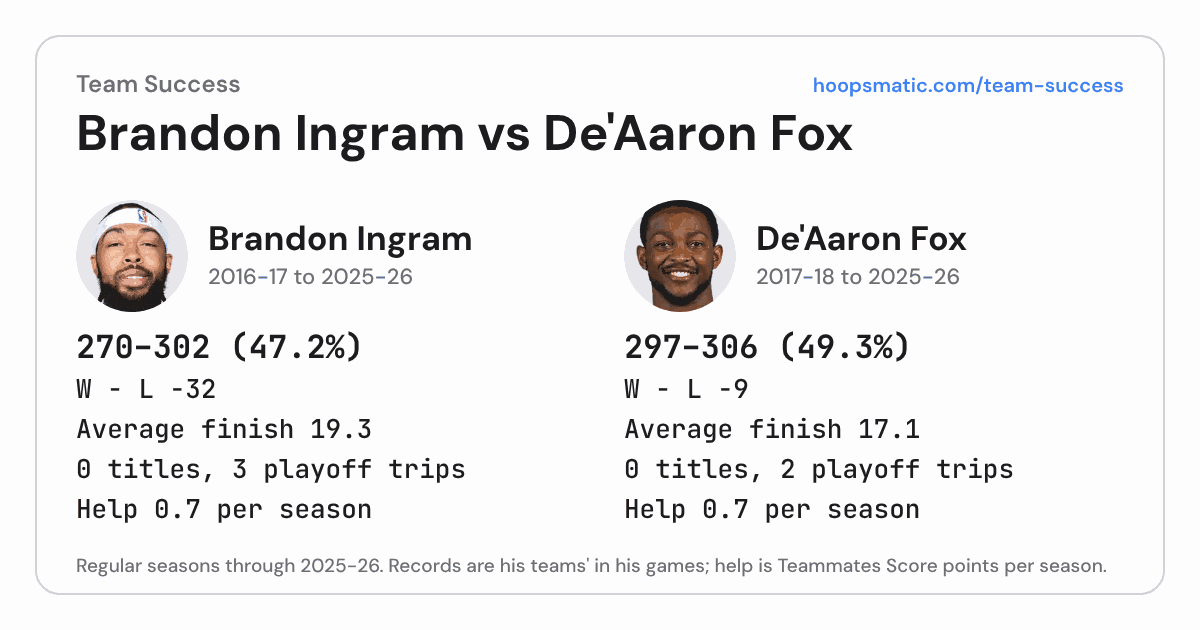 Team Success
hoopsmatic.com/team-success
Brandon Ingram vs De'Aaron Fox
Brandon Ingram
2016-17 to 2025-26
270-302 (47.2%)
W - L -32
Average finish 19.3
0 titles, 3 playoff trips
Help 0.7 per season
De'Aaron Fox
2017-18 to 2025-26
297-306 (49.3%)
W - L -9
Average finish 17.1
0 titles, 2 playoff trips
Help 0.7 per season
Regular seasons through 2025-26. Records are his teams' in his games; help is Teammates Score points per season.